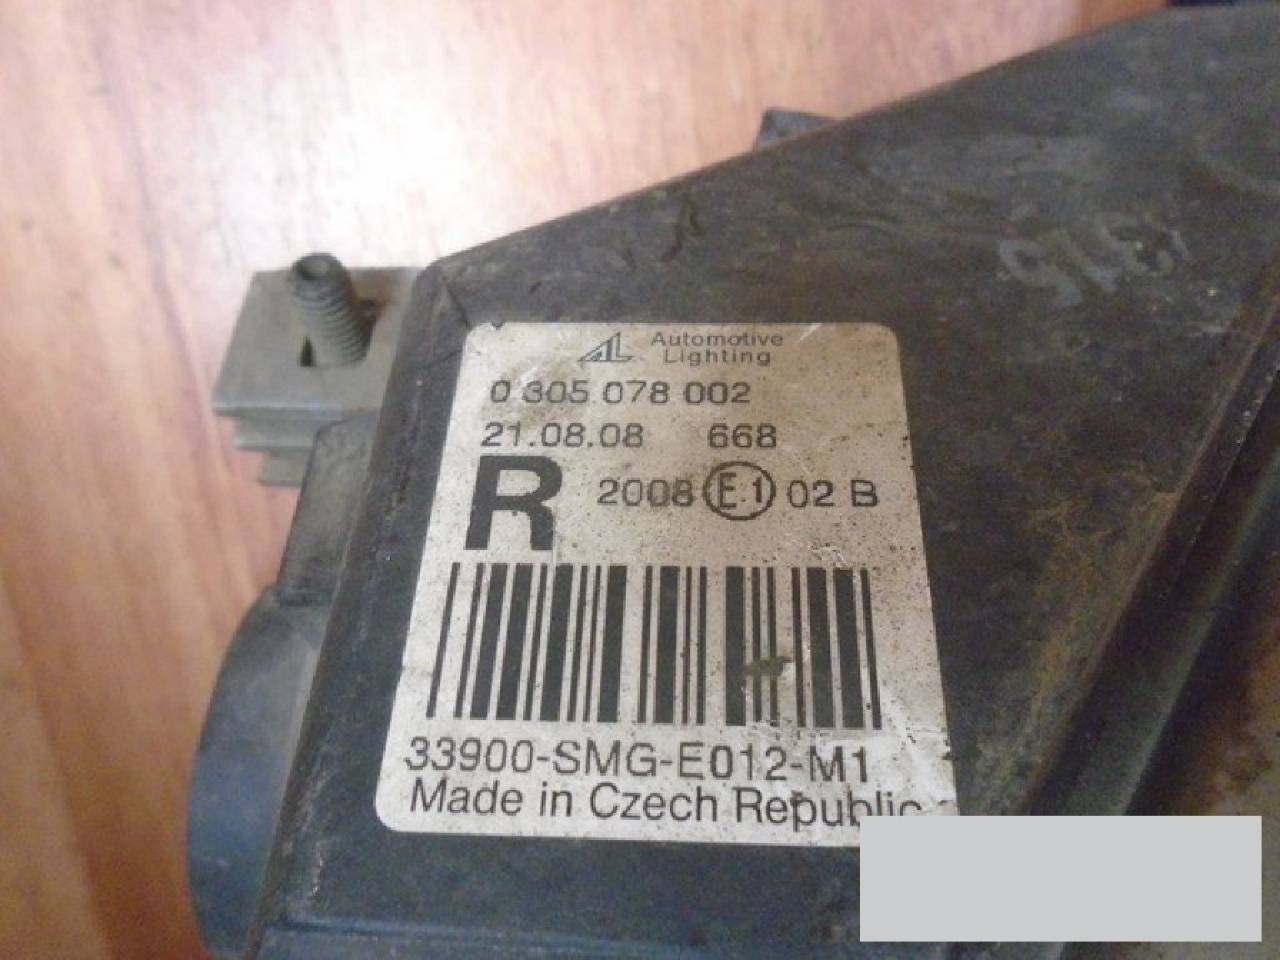 AL Automotive
Lighting
0 305 078 002
21.08.08 668
R 2008 E1 02 B
33900-SMG-E012-M1
Made in Czech Republic